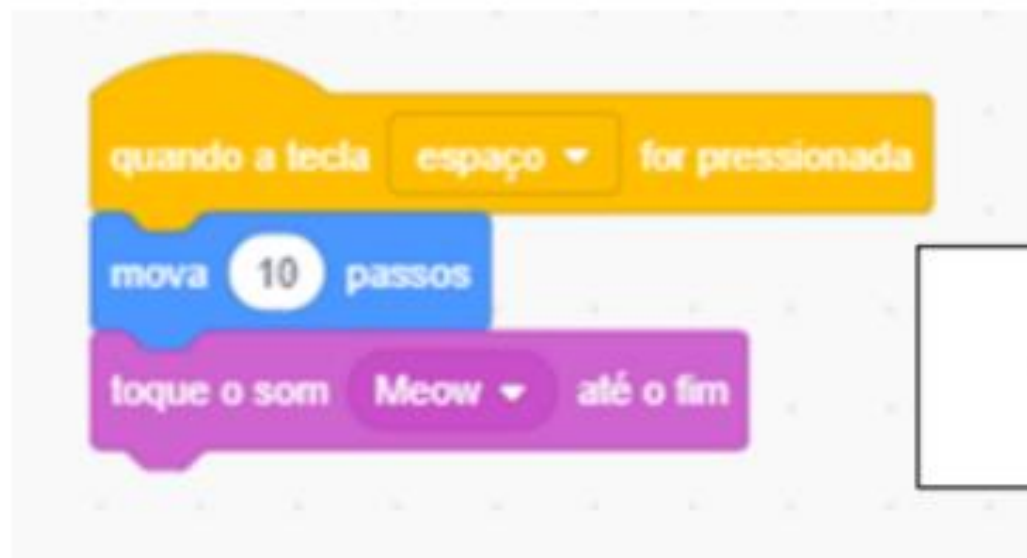 quando a tecla espaço for pressionada
mova 10 passos
toque o som Meow até o fim